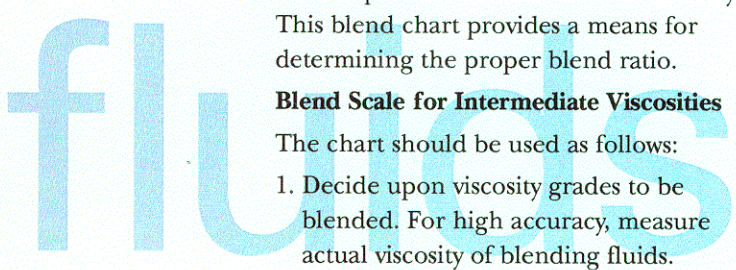 This blend chart provides a means for
determining the proper blend ratio.
Blend Scale for Intermediate Viscosities
The chart should be used as follows:
1. Decide upon viscosity grades to be
blended. For high accuracy, measure
actual viscosity of blending fluids.
fluids